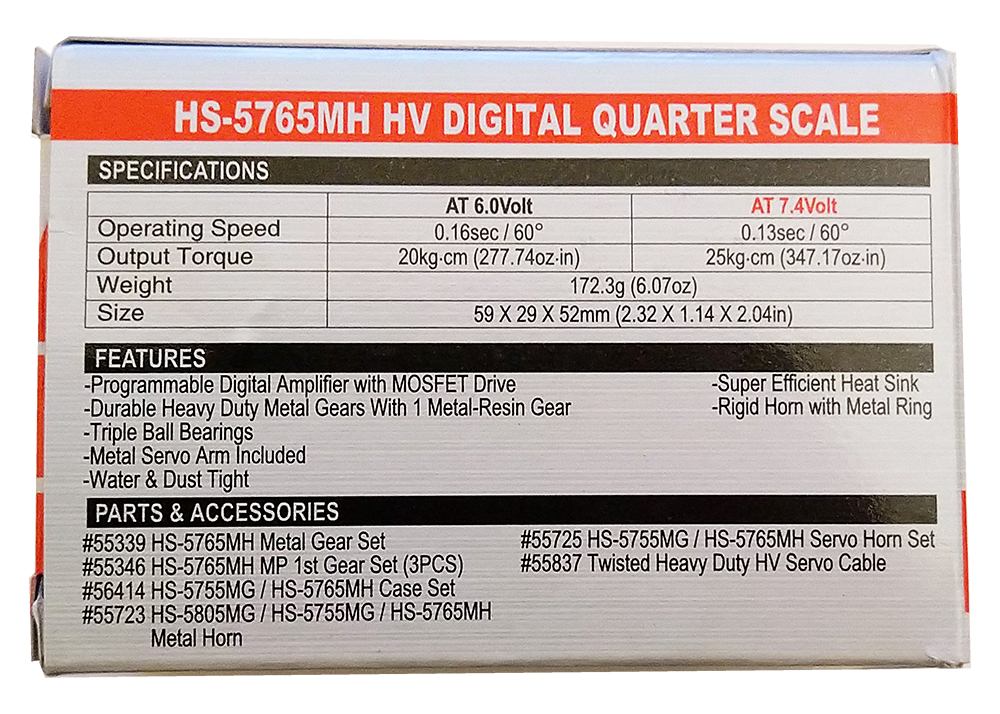 HS-5765MH HV DIGITAL QUARTER SCALE
SPECIFICATIONS
AT 6.0Volt AT 7.4Volt
Operating Speed 0.16sec / 60° 0.13sec / 60°
Output Torque 20kg·cm (277.74oz·in) 25kg·cm (347.17oz·in)
Weight 172.3g (6.07oz)
Size 59 X 29 X 52mm (2.32 X 1.14 X 2.04in)
FEATURES
-Programmable Digital Amplifier with MOSFET Drive
-Durable Heavy Duty Metal Gears With 1 Metal-Resin Gear
-Triple Ball Bearings
-Metal Servo Arm Included
-Water & Dust Tight
-Super Efficient Heat Sink
-Rigid Horn with Metal Ring
PARTS & ACCESSORIES
#55339 HS-5765MH Metal Gear Set
#55346 HS-5765MH MP 1st Gear Set (3PCS)
#56414 HS-5755MG / HS-5765MH Case Set
#55723 HS-5805MG / HS-5755MG / HS-5765MH
Metal Horn
#55725 HS-5755MG / HS-5765MH Servo Horn Set
#55837 Twisted Heavy Duty HV Servo Cable